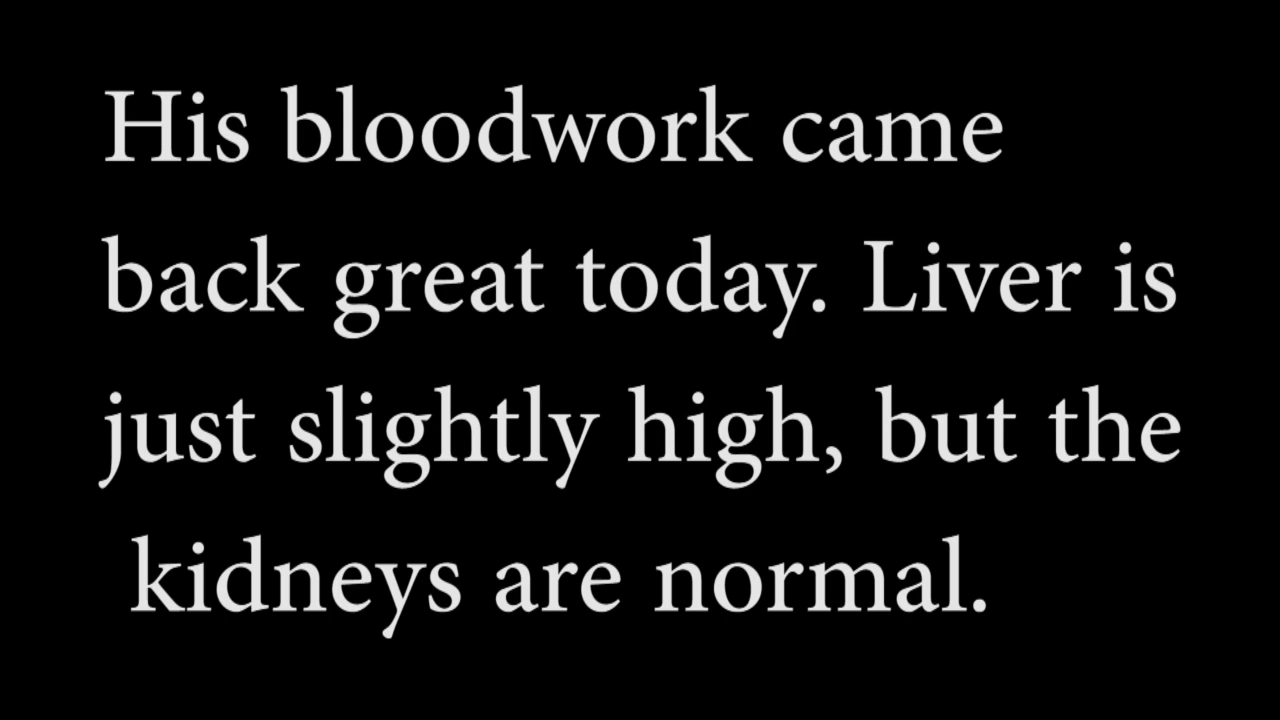 His bloodwork came
back great today. Liver is
just slightly high, but the
kidneys are normal.